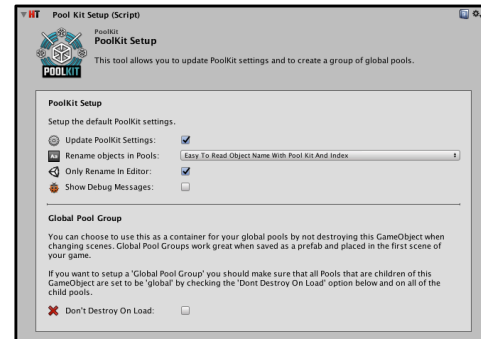 HT Pool Kit Setup (Script)
PoolKit
PoolKit Setup
This tool allows you to update PoolKit settings and to create a group of global pools.
POOLKIT
PoolKit Setup
Setup the default PoolKit settings.
Update PoolKit Settings:
Aa Rename objects in Pools: Easy To Read Object Name With Pool Kit And Index
Only Rename In Editor:
Show Debug Messages:
Global Pool Group
You can choose to use this as a container for your global pools by not destroying this GameObject when
changing scenes. Global Pool Groups work great when saved as a prefab and placed in the first scene of
your game.
If you want to setup a 'Global Pool Group' you should make sure that all Pools that are children of this
GameObject are set to be 'global' by checking the 'Dont Destroy On Load' option below and on all of the
child pools.
Don't Destroy On Load: